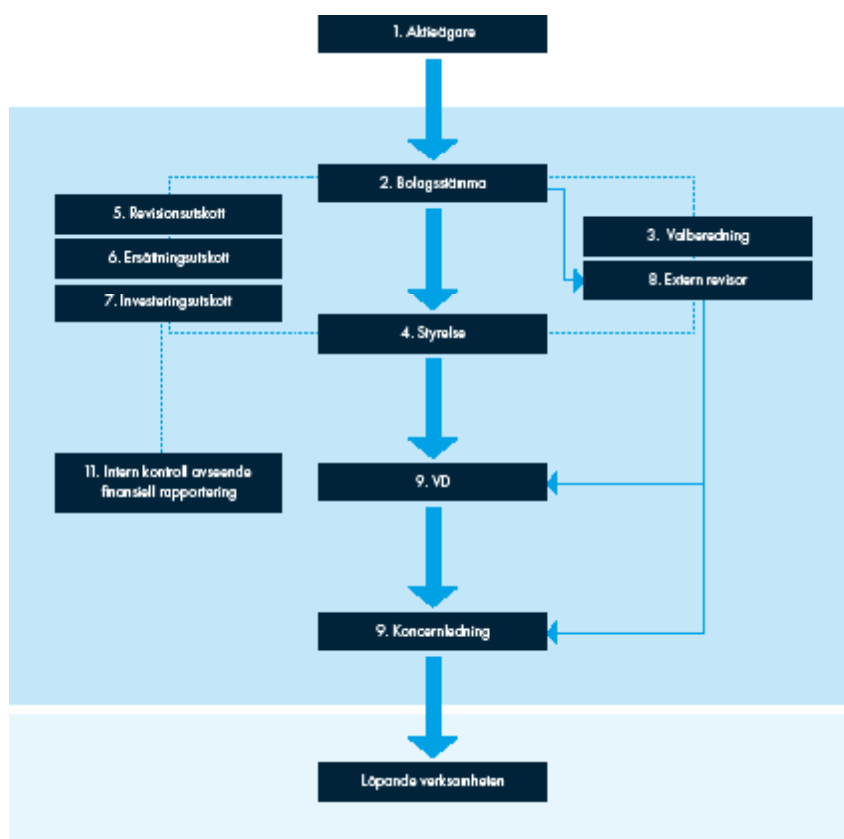 1. Aktieägare
2. Bolagsstämma
5. Revisionsutskott
6. Ersättningsutskott
7. Investeringsutskott
3. Valberedning
8. Extern revisor
4. Styrelse
11. Intern kontroll avseende
finansiell rapportering
9. VD
9. Koncernledning
Löpande verksamheten